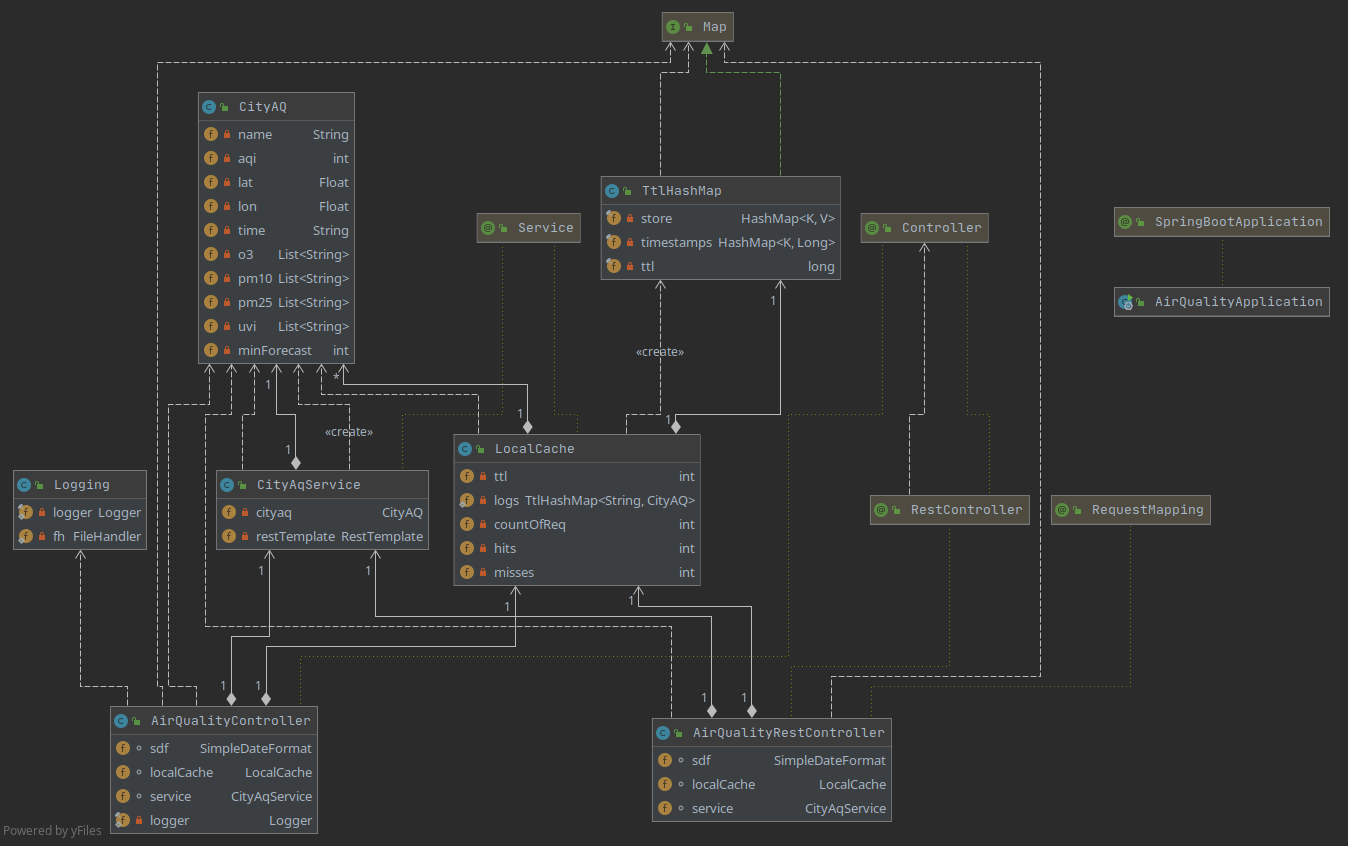 Map
CityAQ
name String
aqi int
lat Float
lon Float
time String
o3 List<String>
pm10 List<String>
pm25 List<String>
uvi List<String>
minForecast int
TtlHashMap
store HashMap<K, V>
timestamps HashMap<K, Long>
ttl long
Service
Controller
SpringBootApplication
AirQualityApplication
«create»
1
1
*
1
1
1
«create»
LocalCache
ttl int
logs TtlHashMap<String, CityAQ>
countOfReq int
hits int
misses int
Logging
logger Logger
fh FileHandler
CityAqService
cityaq CityAQ
restTemplate RestTemplate
RestController
RequestMapping
1
1
1
1
1
1
1
1
AirQualityController
sdf SimpleDateFormat
localCache LocalCache
service CityAqService
logger Logger
AirQualityRestController
sdf SimpleDateFormat
localCache LocalCache
service CityAqService
Powered by yFiles